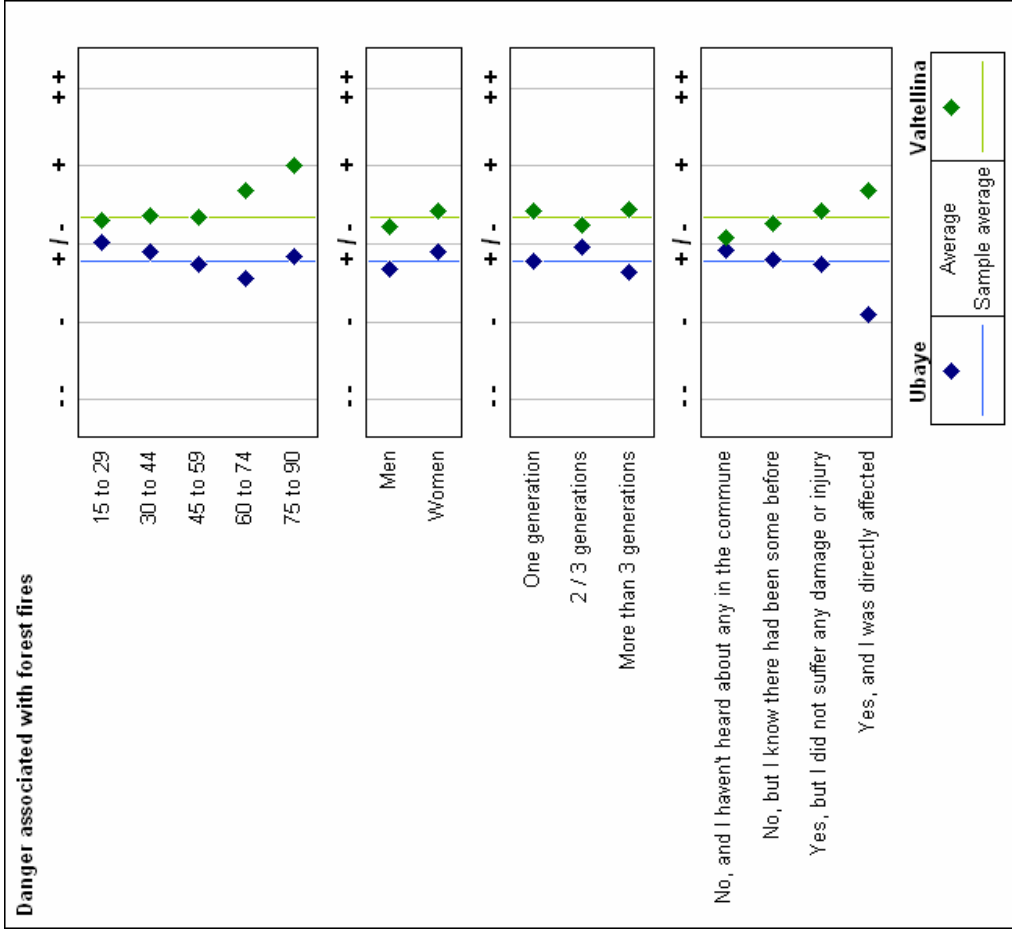 Danger associated with forest fires
- - - + / - + + +
15 to 29
30 to 44
45 to 59
60 to 74
75 to 90
- - - + / - + + +
Men
Women
- - - + / - + + +
One generation
2 / 3 generations
More than 3 generations
- - - + / - + + +
No, and I haven't heard about any in the commune
No, but I know there had been some before
Yes, but I did not suffer any damage or injury
Yes, and I was directly affected
Ubaye Valtellina
Average
Sample average